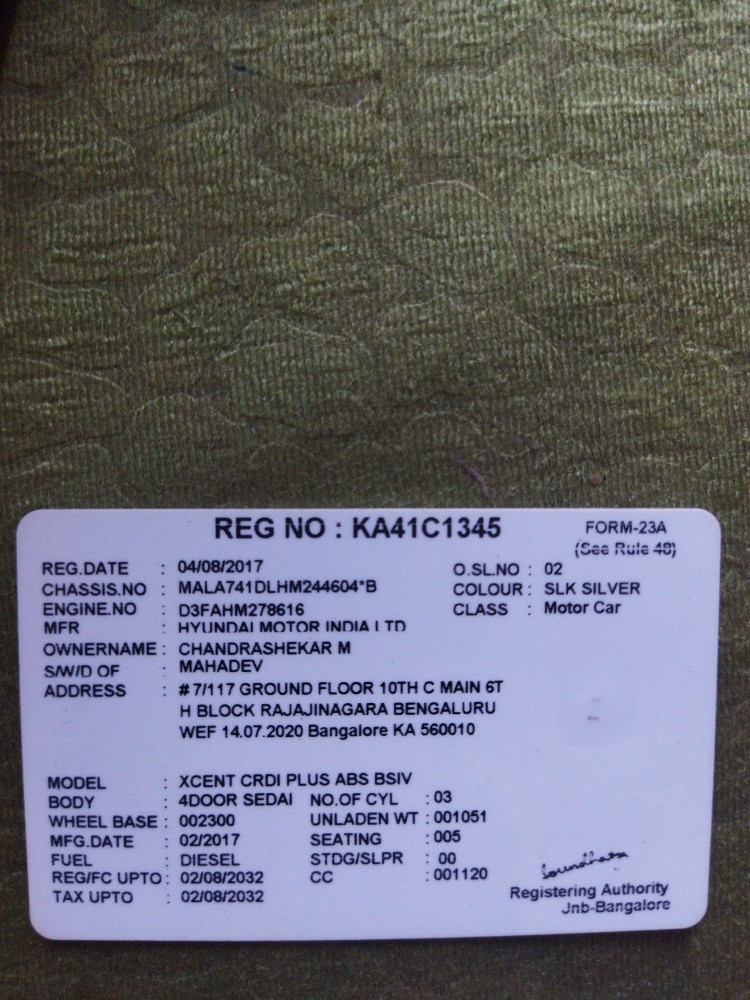 REG NO : KA41C1345
FORM-23A
(See Rule 48)
REG.DATE : 04/08/2017 O.SL.NO : 02
CHASSIS.NO : MALA741DLHM244604*B COLOUR : SLK SILVER
ENGINE.NO : D3FAHM278616 CLASS : Motor Car
MFR : HYUNDAI MOTOR INDIA LTD
OWNERNAME : CHANDRASHEKAR M
S/W/D OF : MAHADEV
ADDRESS : # 7/117 GROUND FLOOR 10TH C MAIN 6T
H BLOCK RAJAJINAGARA BENGALURU
WEF 14.07.2020 Bangalore KA 560010
MODEL : XCENT CRDI PLUS ABS BSIV
BODY : 4DOOR SEDAI NO.OF CYL : 03
WHEEL BASE : 002300 UNLADEN WT : 001051
MFG.DATE : 02/2017 SEATING : 005
FUEL : DIESEL STDG/SLPR : 00
REG/FC UPTO : 02/08/2032 CC : 001120
TAX UPTO : 02/08/2032
Registering Authority
Jnb-Bangalore